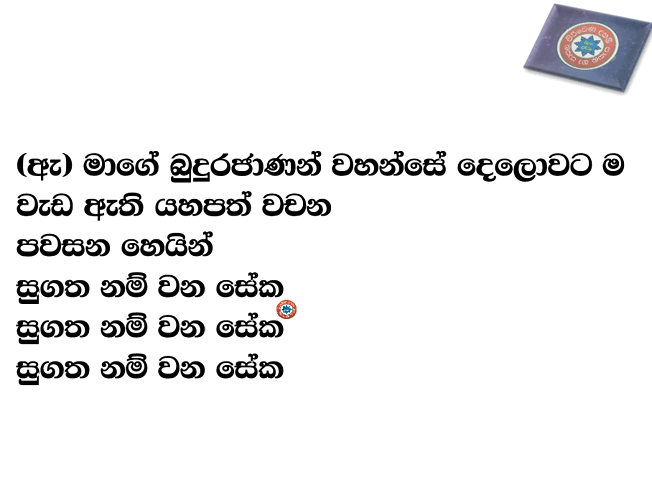 (ඇ) මාගේ බුදුරජාණන් වහන්සේ දෙලොවට ම
වැඩ ඇති යහපත් වචන
පවසන හෙයින්
සුගත නම් වන සේක
සුගත නම් වන සේක
සුගත නම් වන සේක